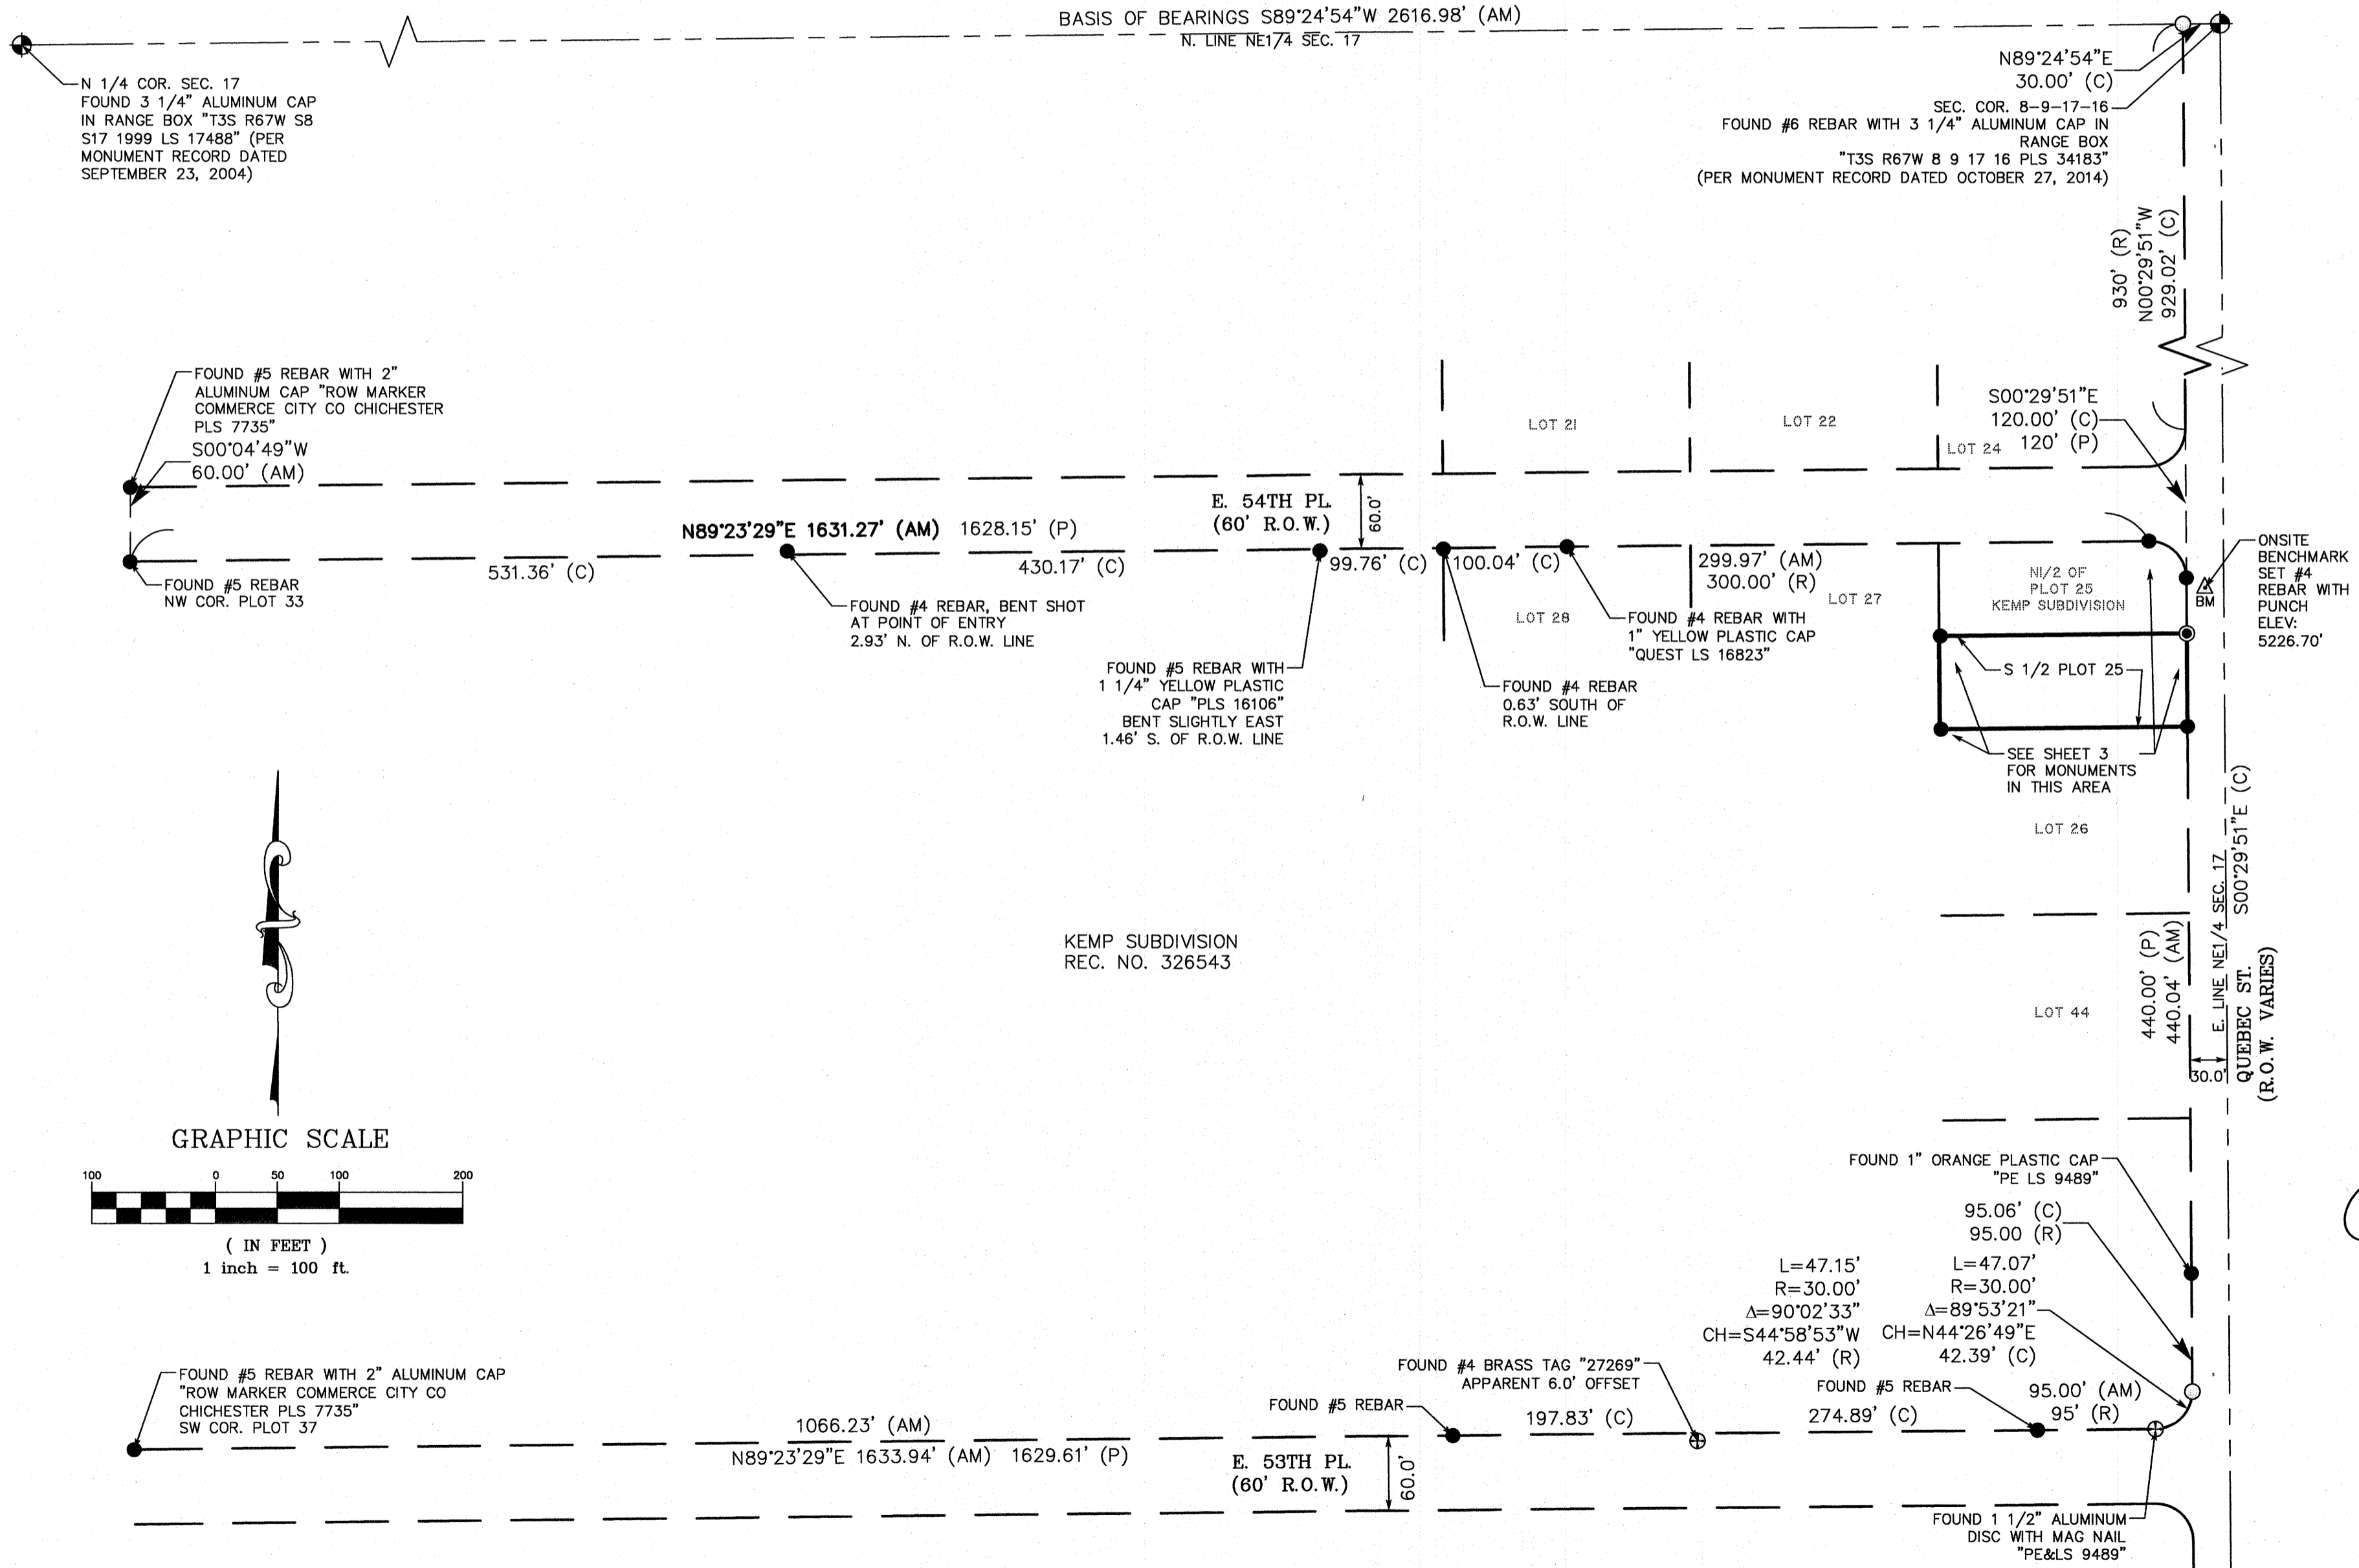 BASIS OF BEARINGS S89°24'54"W 2616.98' (AM)
N. LINE NE1/4 SEC. 17
N 1/4 COR. SEC. 17
FOUND 3 1/4" ALUMINUM CAP
IN RANGE BOX "T3S R67W S8
S17 1999 LS 17488" (PER
MONUMENT RECORD DATED
SEPTEMBER 23, 2004)
N89°24'54"E
30.00' (C)
SEC. COR. 8-9-17-16
FOUND #6 REBAR WITH 3 1/4" ALUMINUM CAP IN
RANGE BOX
"T3S R67W 8 9 17 16 PLS 34183"
(PER MONUMENT RECORD DATED OCTOBER 27, 2014)
930' (R)
N00°29'51"W
929.02' (C)
FOUND #5 REBAR WITH 2"
ALUMINUM CAP "ROW MARKER
COMMERCE CITY CO CHICHESTER
PLS 7735"
S00°04'49"W
60.00' (AM)
LOT 21
LOT 22
LOT 24
S00°29'51"E
120.00' (C)
120' (P)
E. 54TH PL.
(60' R.O.W.)
60.0'
N89°23'29"E 1631.27' (AM) 1628.15' (P)
531.36' (C)
430.17' (C)
99.76' (C)
100.04' (C)
299.97' (AM)
300.00' (R)
FOUND #5 REBAR
NW COR. PLOT 33
FOUND #4 REBAR, BENT SHOT
AT POINT OF ENTRY
2.93' N. OF R.O.W. LINE
FOUND #5 REBAR WITH
1 1/4" YELLOW PLASTIC
CAP "PLS 16106"
BENT SLIGHTLY EAST
1.46' S. OF R.O.W. LINE
LOT 28
FOUND #4 REBAR WITH
1" YELLOW PLASTIC CAP
"QUEST LS 16823"
FOUND #4 REBAR
0.63' SOUTH OF
R.O.W. LINE
LOT 27
N1/2 OF
PLOT 25
KEMP SUBDIVISION
BM
ONSITE
BENCHMARK
SET #4
REBAR WITH
PUNCH
ELEV:
5226.70'
S 1/2 PLOT 25
SEE SHEET 3
FOR MONUMENTS
IN THIS AREA
LOT 26
LOT 44
440.00' (P)
440.04' (AM)
E. LINE NE1/4 SEC. 17
S00°29'51"E (C)
QUEBEC ST.
(R.O.W. VARIES)
30.0'
KEMP SUBDIVISION
REC. NO. 326543
GRAPHIC SCALE
100 0 50 100 200
( IN FEET )
1 inch = 100 ft.
FOUND 1" ORANGE PLASTIC CAP
"PE LS 9489"
95.06' (C)
95.00 (R)
L=47.15'
R=30.00'
Δ=90°02'33"
CH=S44°58'53"W
42.44' (R)
L=47.07'
R=30.00'
Δ=89°53'21"
CH=N44°26'49"E
42.39' (C)
FOUND #5 REBAR WITH 2" ALUMINUM CAP
"ROW MARKER COMMERCE CITY CO
CHICHESTER PLS 7735"
SW COR. PLOT 37
FOUND #4 BRASS TAG "27269"
APPARENT 6.0' OFFSET
FOUND #5 REBAR
FOUND #5 REBAR
1066.23' (AM)
197.83' (C)
274.89' (C)
95.00' (AM)
95' (R)
N89°23'29"E 1633.94' (AM) 1629.61' (P)
E. 53TH PL.
(60' R.O.W.)
60.0'
FOUND 1 1/2" ALUMINUM
DISC WITH MAG NAIL
"PE&LS 9489"